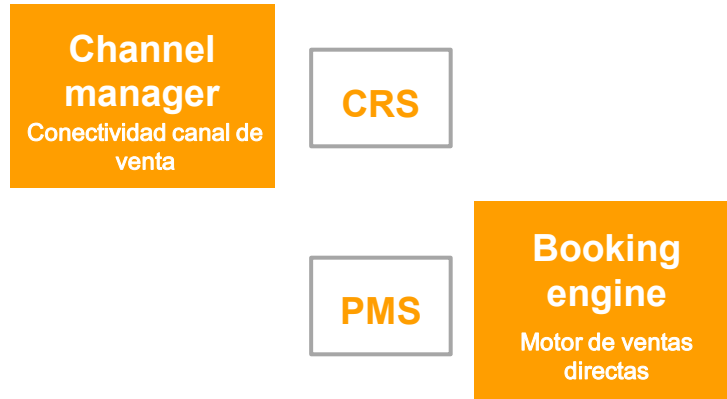 Channel
manager
Conectividad canal de
venta
CRS
PMS
Booking
engine
Motor de ventas
directas